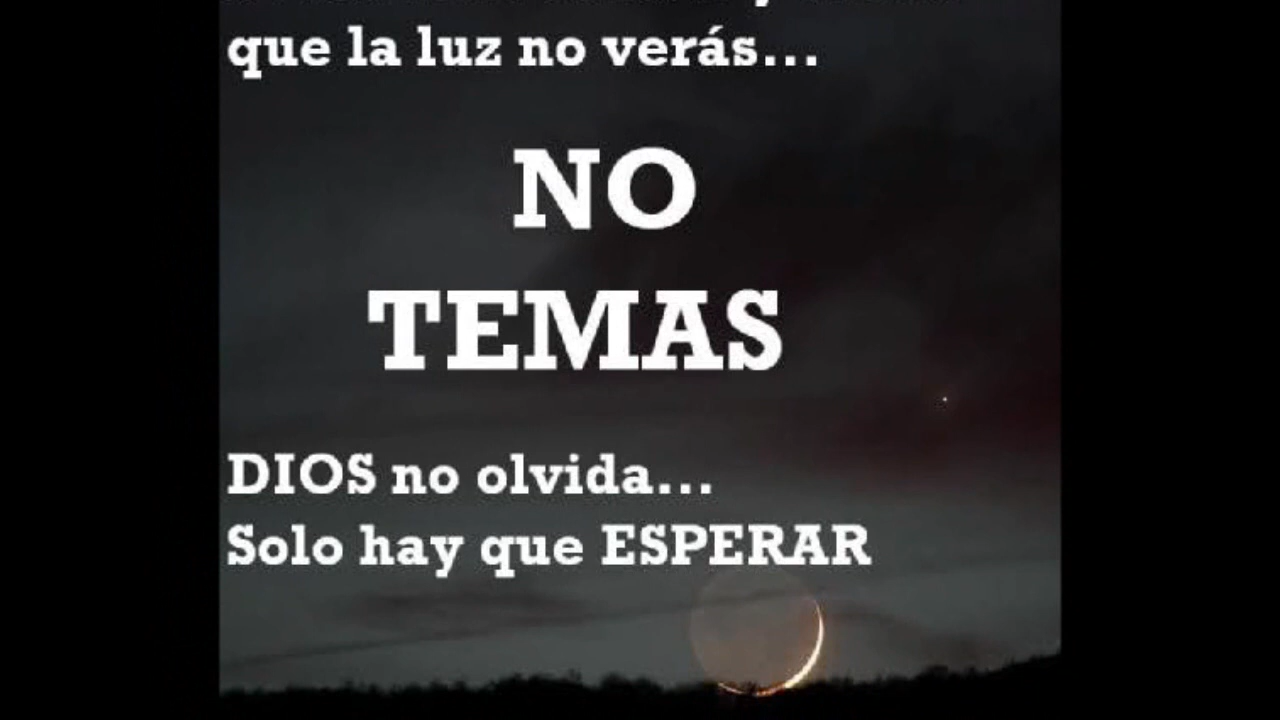 que la luz no verás...
NO
TEMAS
DIOS no olvida...
Solo hay que ESPERAR